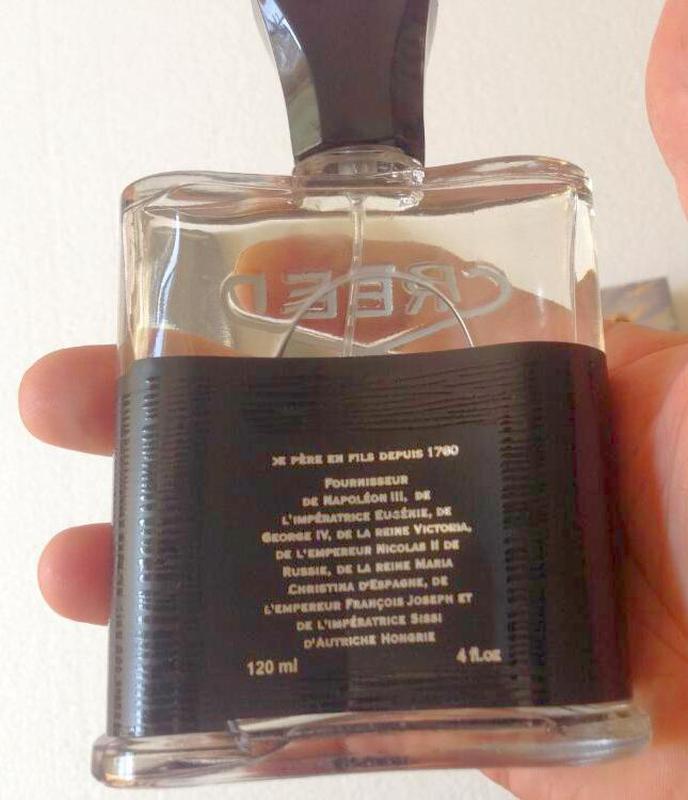 CREED
DE PÈRE EN FILS DEPUIS 1760
FOURNISSEUR
DE NAPOLÉON III, DE
L'IMPÉRATRICE EUGÉNIE, DE
GEORGE IV, DE LA REINE VICTORIA,
DE L'EMPEREUR NICOLAS II DE
RUSSIE, DE LA REINE MARIA
CHRISTINA D'ESPAGNE, DE
L'EMPEREUR FRANÇOIS JOSEPH ET
DE L'IMPÉRATRICE SISSI
D'AUTRICHE HONGRIE
120 ml 4 fl.oz